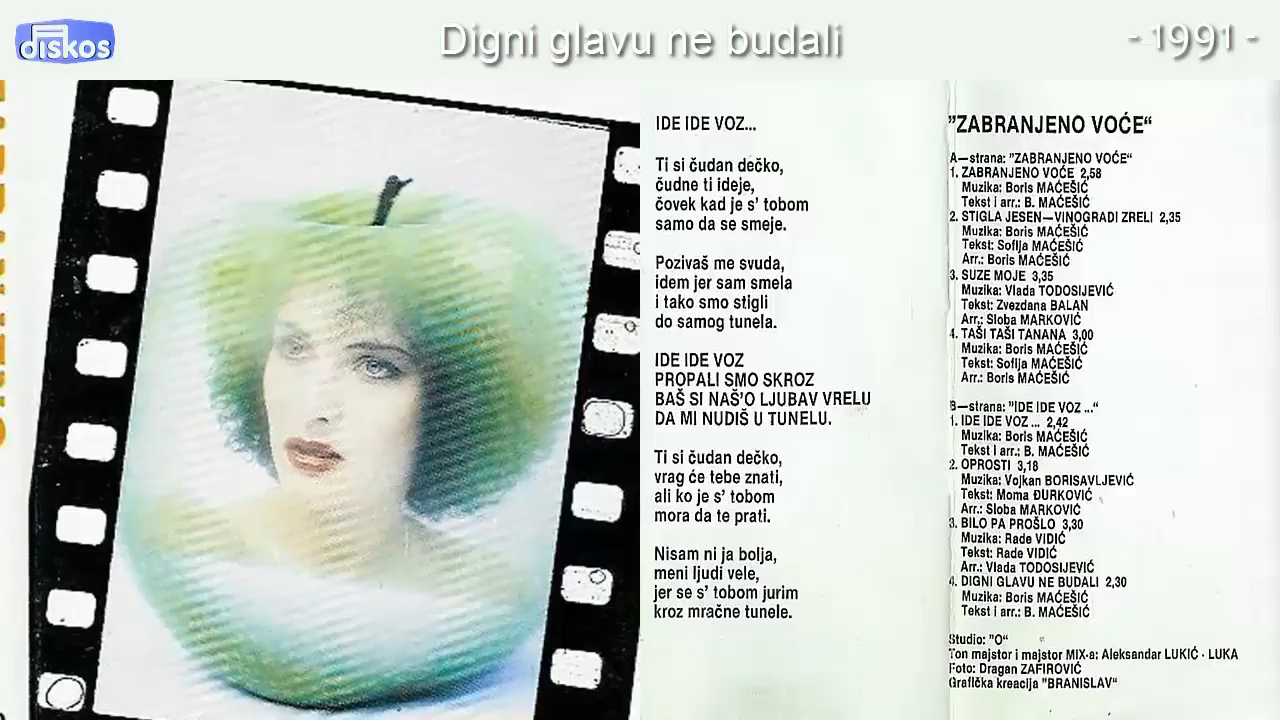 diskos
Digni glavu ne budali
- 1991 -
IDE IDE VOZ...
Ti si čudan dečko,
čudne ti ideje,
čovek kad je s' tobom
samo da se smeje.
Pozivaš me svuda,
idem jer sam smela
i tako smo stigli
do samog tunela.
IDE IDE VOZ
PROPALI SMO SKROZ
BAŠ SI NAŠ'O LJUBAV VRELU
DA MI NUDIŠ U TUNELU.
Ti si čudan dečko,
vrag će tebe znati,
ali ko je s' tobom
mora da te prati.
Nisam ni ja bolja,
meni ljudi vele,
jer se s' tobom jurim
kroz mračne tunele.
"ZABRANJENO VOĆE"
A—strana: "ZABRANJENO VOĆE"
1. ZABRANJENO VOĆE 2,58
Muzika: Boris MAĆEŠIĆ
Tekst i arr.: B. MAĆEŠIĆ
2. STIGLA JESEN—VINOGRADI ZRELI 2,35
Muzika: Boris MAĆEŠIĆ
Tekst: Sofija MAĆEŠIĆ
Arr.: Boris MAĆEŠIĆ
3. SUZE MOJE 3,35
Muzika: Vlada TODOSIJEVIĆ
Tekst: Zvezdana BALAN
Arr.: Sloba MARKOVIĆ
4. TAŠI TAŠI TANANA 3,00
Muzika: Boris MAĆEŠIĆ
Tekst: Sofija MAĆEŠIĆ
Arr.: Boris MAĆEŠIĆ
B—strana: "IDE IDE VOZ ..."
1. IDE IDE VOZ ... 2,42
Muzika: Boris MAĆEŠIĆ
Tekst i arr.: B. MAĆEŠIĆ
2. OPROSTI 3,18
Muzika: Vojkan BORISAVLJEVIĆ
Tekst: Moma ĐURKOVIĆ
Arr.: Sloba MARKOVIĆ
3. BILO PA PROŠLO 3,30
Muzika: Rade VIDIĆ
Tekst: Rade VIDIĆ
Arr.: Vlada TODOSIJEVIĆ
4. DIGNI GLAVU NE BUDALI 2,30
Muzika: Boris MAĆEŠIĆ
Tekst i arr.: B. MAĆEŠIĆ
Studio: "O"
Ton majstor i majstor MIX-a: Aleksandar LUKIĆ - LUKA
Foto: Dragan ZAFIROVIĆ
Grafička kreacija "BRANISLAV"